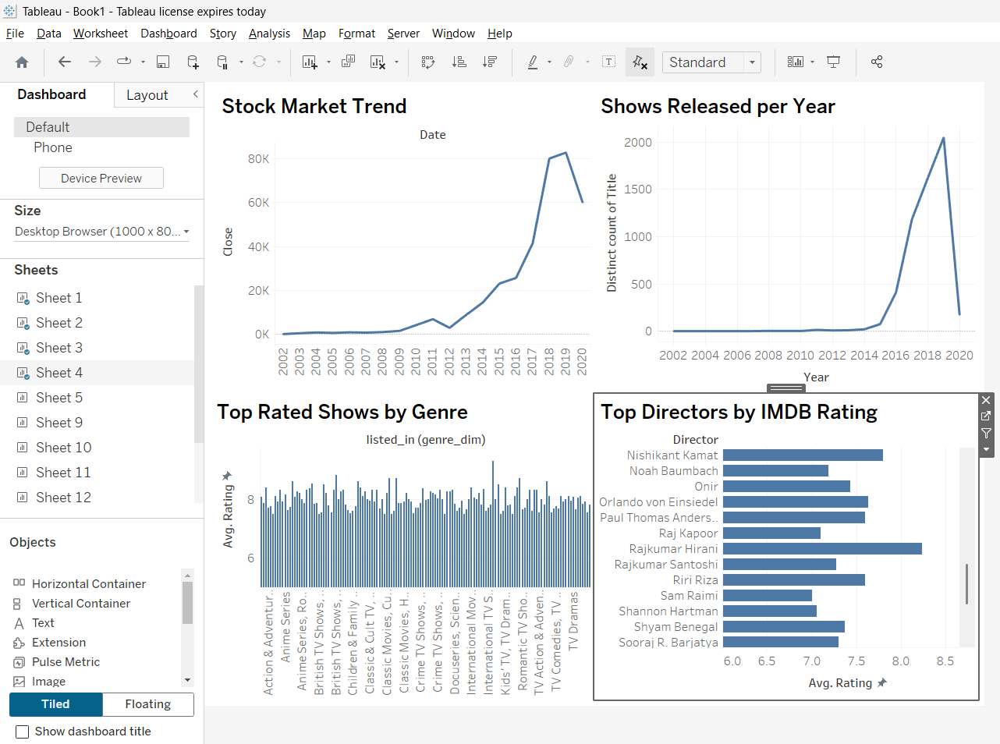 Tableau - Book1 - Tableau license expires today
File Data Worksheet Dashboard Story Analysis Map Format Server Window Help
Standard
Dashboard
Layout
Default
Phone
Device Preview
Size
Desktop Browser (1000 x 80...
Sheets
Sheet 1
Sheet 2
Sheet 3
Sheet 4
Sheet 5
Sheet 9
Sheet 10
Sheet 11
Sheet 12
Objects
Horizontal Container
Vertical Container
Text
Extension
Pulse Metric
Image
Tiled
Floating
Show dashboard title
Stock Market Trend
Date
Close
80K
60K
40K
20K
0K
2002 2003 2004 2005 2006 2007 2008 2009 2010 2011 2012 2013 2014 2015 2016 2017 2018 2019 2020
Shows Released per Year
Distinct count of Title
2000
1500
1000
500
0
2002 2004 2006 2008 2010 2012 2014 2016 2018 2020
Year
Top Rated Shows by Genre
listed_in (genre_dim)
Avg. Rating
8
6
Action & Adventur..
Anime Series
Anime Series, Ro..
British TV Shows, ..
British TV Shows, ..
Children & Family ..
Classic & Cult TV, ..
Classic Movies, Cu..
Classic Movies, H..
Crime TV Shows, ..
Crime TV Shows, ..
Docuseries, Scien..
International Mov..
International TV S..
Kids' TV, TV Dram..
Romantic TV Sho..
TV Action & Adven..
TV Comedies, TV ..
TV Dramas
Top Directors by IMDB Rating
Director
Nishikant Kamat
Noah Baumbach
Onir
Orlando von Einsiedel
Paul Thomas Anders..
Raj Kapoor
Rajkumar Hirani
Rajkumar Santoshi
Riri Riza
Sam Raimi
Shannon Hartman
Shyam Benegal
Sooraj R. Barjatya
6.0 6.5 7.0 7.5 8.0 8.5
Avg. Rating